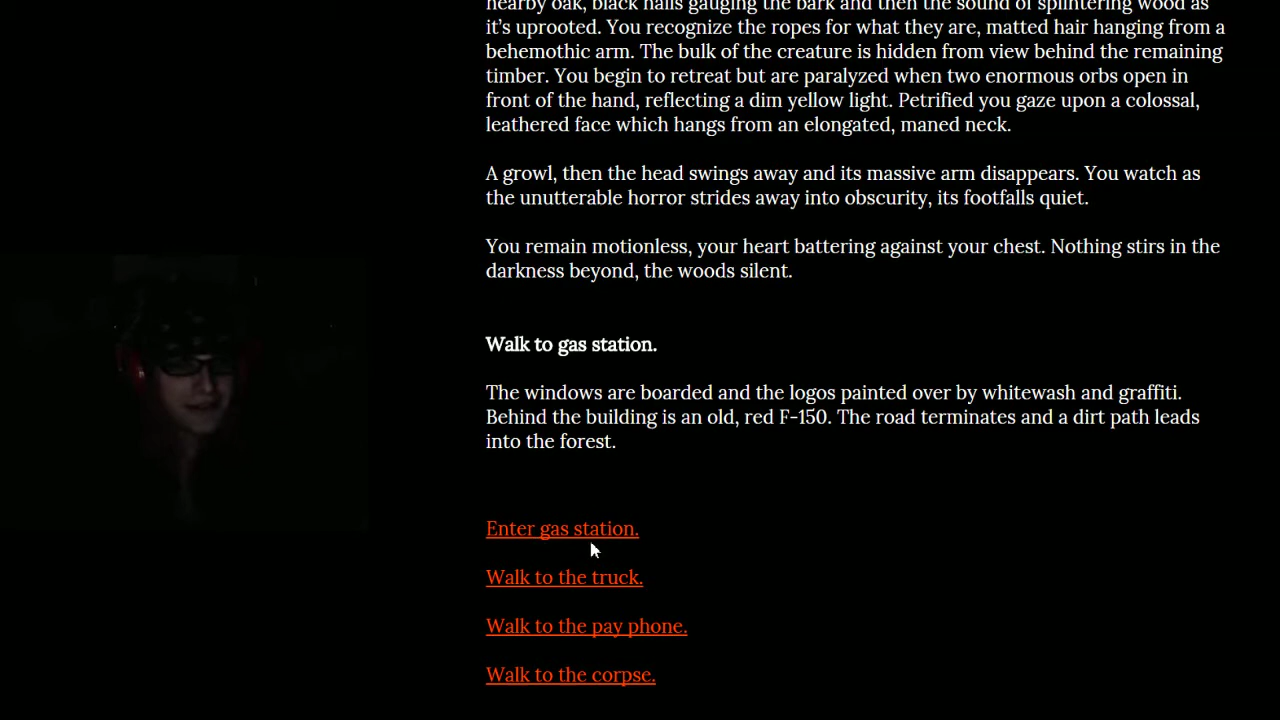 nearby oak, black nails gauging the bark and then the sound of splintering wood as
it’s uprooted. You recognize the ropes for what they are, matted hair hanging from a
behemothic arm. The bulk of the creature is hidden from view behind the remaining
timber. You begin to retreat but are paralyzed when two enormous orbs open in
front of the hand, reflecting a dim yellow light. Petrified you gaze upon a colossal,
leathered face which hangs from an elongated, maned neck.
A growl, then the head swings away and its massive arm disappears. You watch as
the unutterable horror strides away into obscurity, its footfalls quiet.
You remain motionless, your heart battering against your chest. Nothing stirs in the
darkness beyond, the woods silent.
Walk to gas station.
The windows are boarded and the logos painted over by whitewash and graffiti.
Behind the building is an old, red F-150. The road terminates and a dirt path leads
into the forest.
Enter gas station.
Walk to the truck.
Walk to the pay phone.
Walk to the corpse.